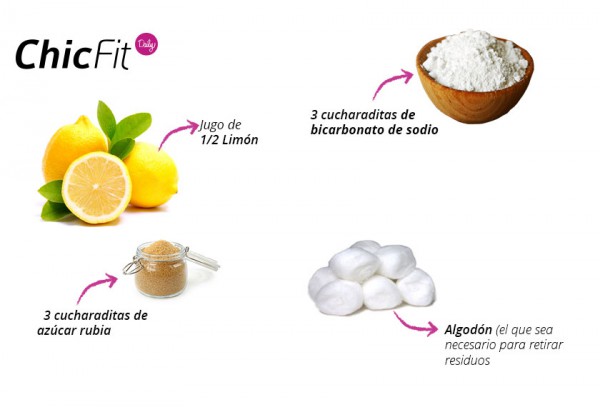 ChicFit Daily
3 cucharaditas de
bicarbonato de sodio
Jugo de
1/2 Limón
3 cucharaditas de
azúcar rubia
Algodón (el que sea
necesario para retirar
residuos